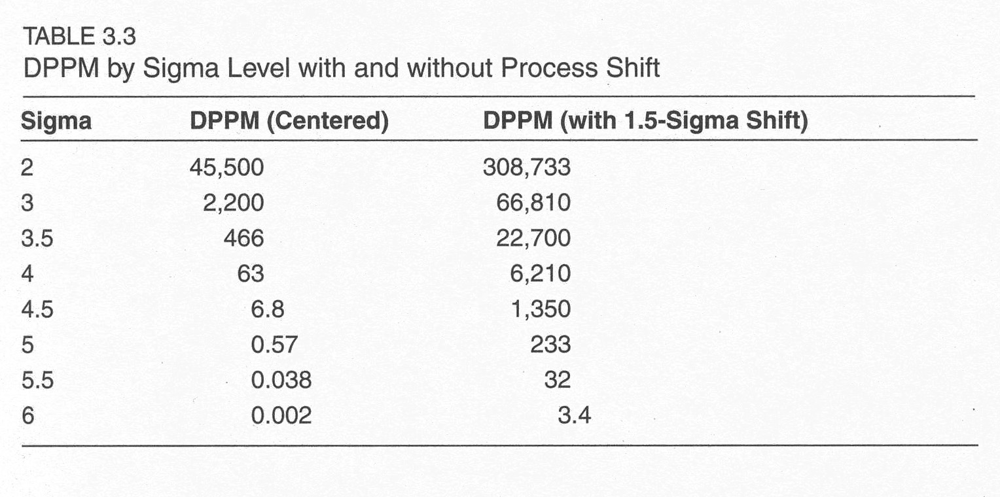 TABLE 3.3
DPPM by Sigma Level with and without Process Shift
Sigma DPPM (Centered) DPPM (with 1.5-Sigma Shift)
2 45,500 308,733
3 2,200 66,810
3.5 466 22,700
4 63 6,210
4.5 6.8 1,350
5 0.57 233
5.5 0.038 32
6 0.002 3.4